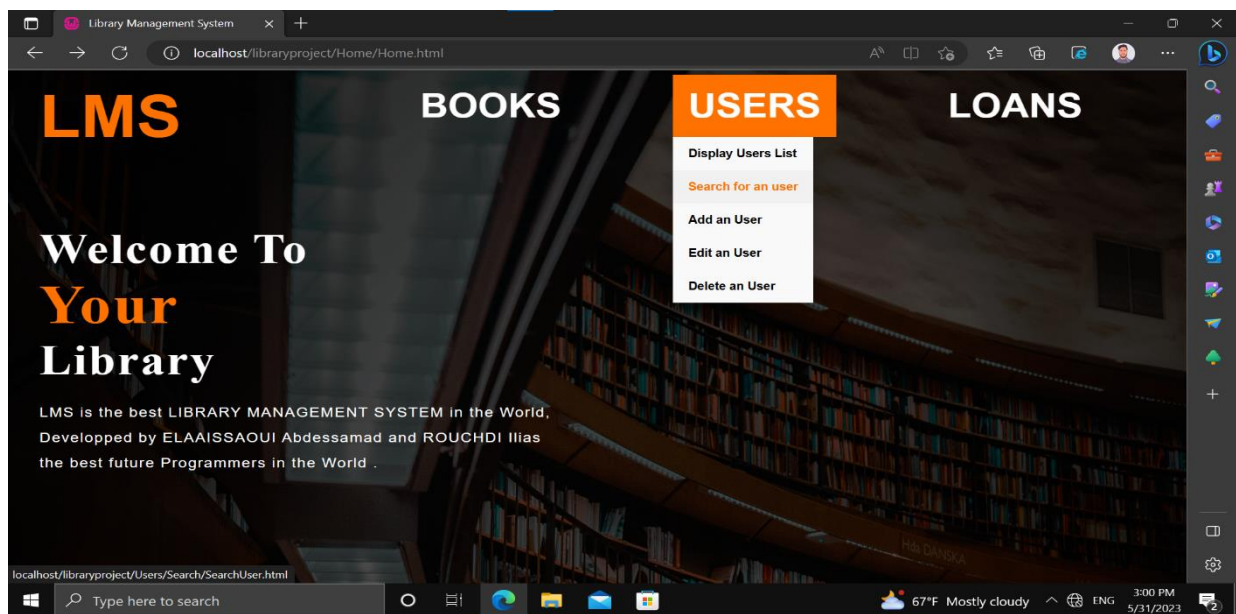 Library Management System
localhost/libraryproject/Home/Home.html
LMS
BOOKS
USERS
LOANS
Display Users List
Search for an user
Add an User
Edit an User
Delete an User
Welcome To
Your
Library
LMS is the best LIBRARY MANAGEMENT SYSTEM in the World,
Developped by ELAAISSAOUI Abdessamad and ROUCHDI Ilias
the best future Programmers in the World .
localhost/libraryproject/Users/Search/SearchUser.html
Type here to search
67°F Mostly cloudy
ENG
3:00 PM
5/31/2023
2